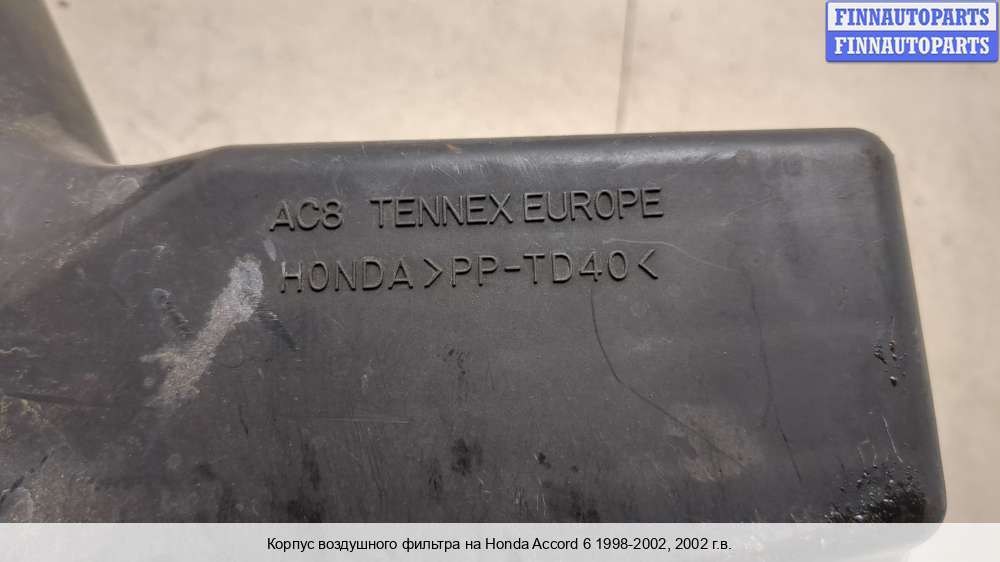 FINNAUTOPARTS
FINNAUTOPARTS
AC8 TENNEX EUROPE
HONDA >PP-TD40<
Корпус воздушного фильтра на Honda Accord 6 1998-2002, 2002 г.в.